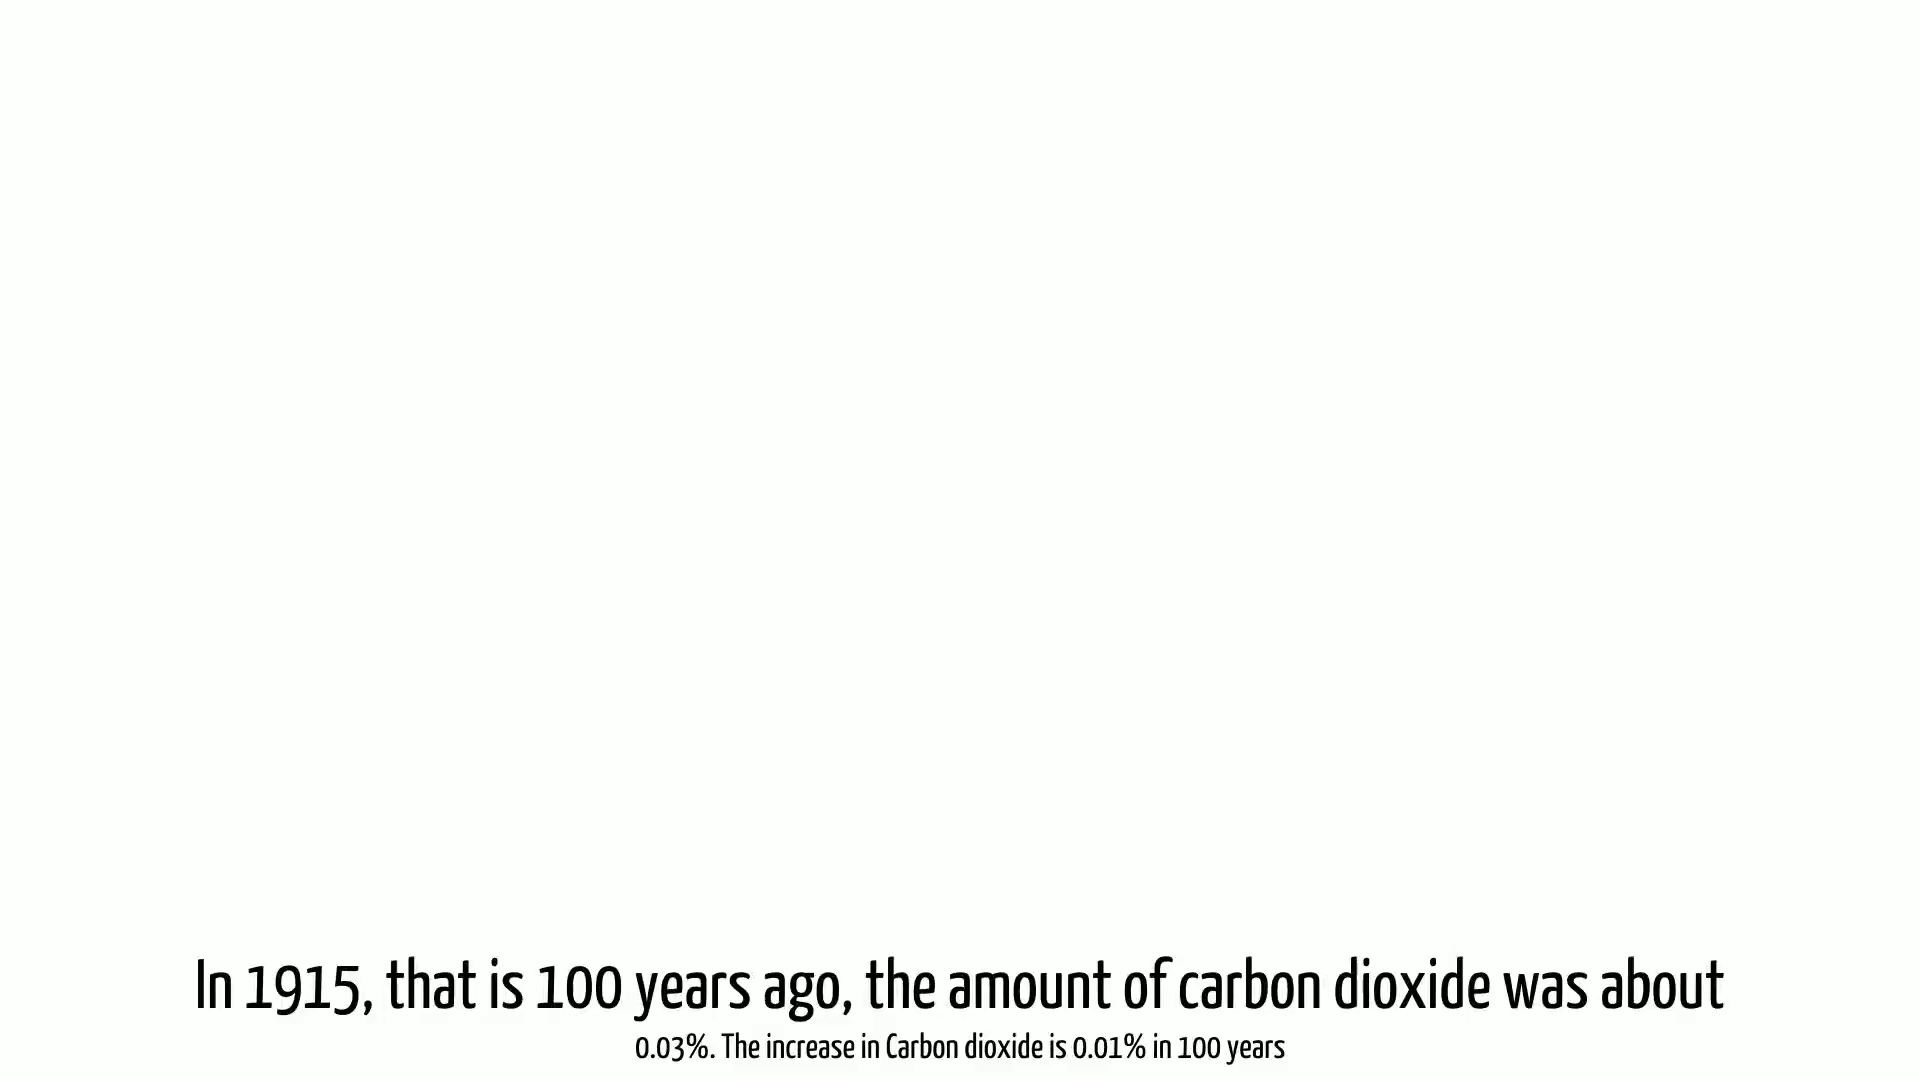 In 1915, that is 100 years ago, the amount of carbon dioxide was about
0.03%. The increase in Carbon dioxide is 0.01% in 100 years